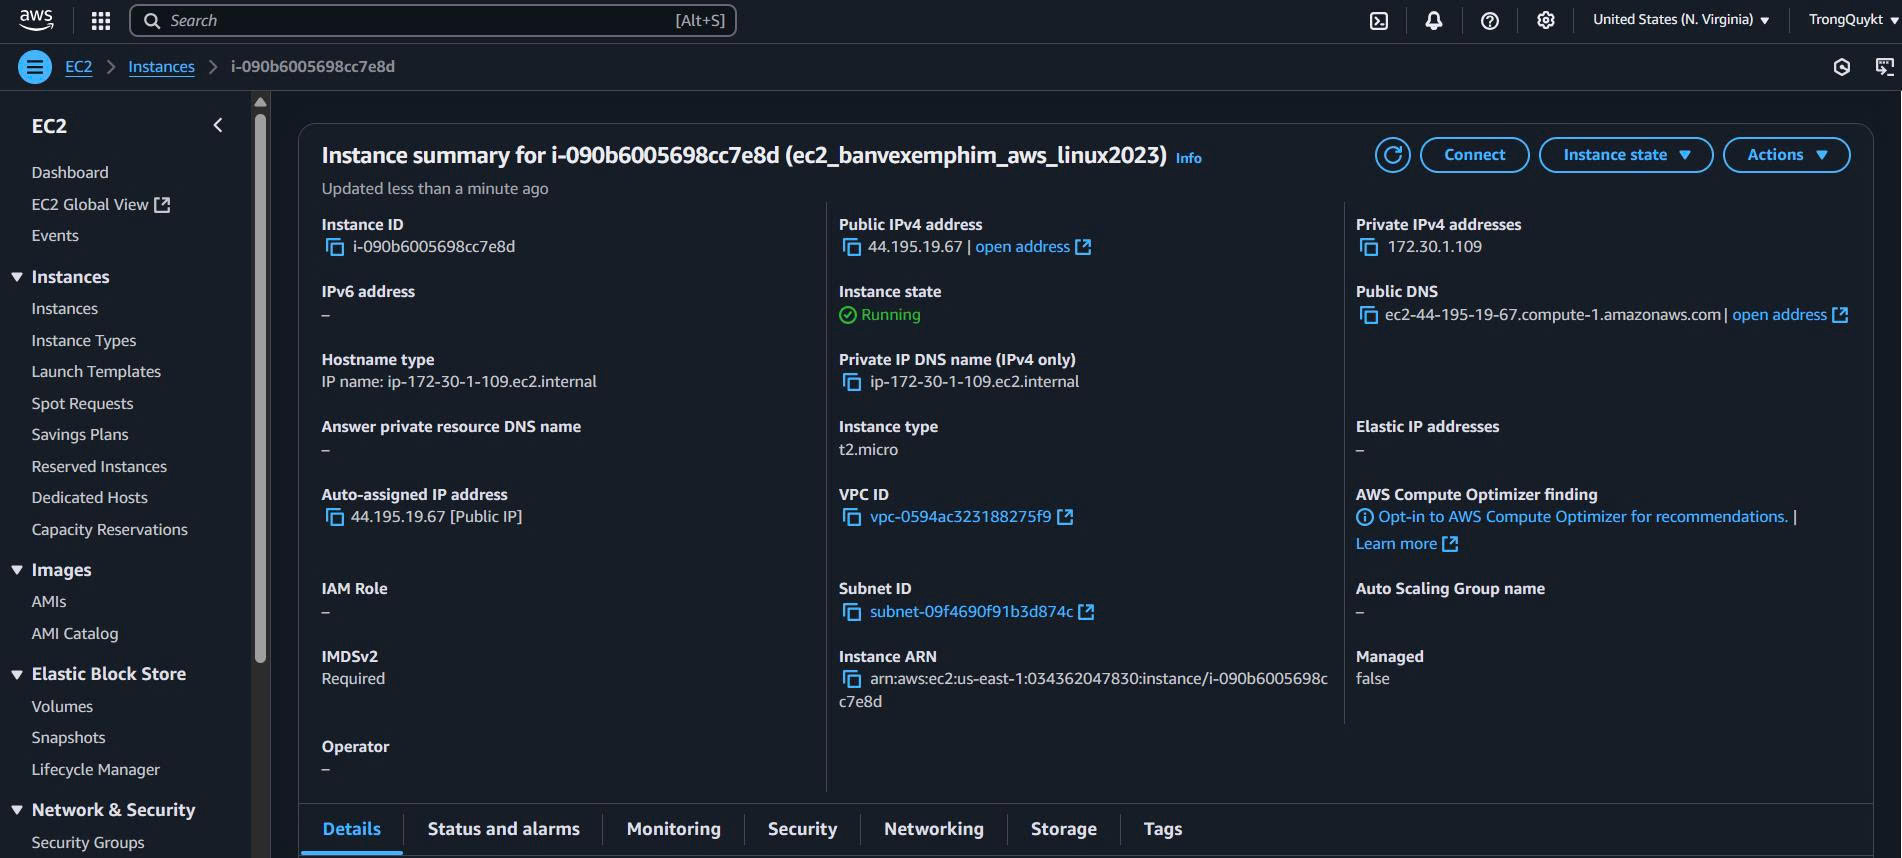 aws
Search [Alt+S]
United States (N. Virginia)
TrongQuykt
EC2 > Instances > i-090b6005698cc7e8d
EC2
Dashboard
EC2 Global View
Events
Instances
Instances
Instance Types
Launch Templates
Spot Requests
Savings Plans
Reserved Instances
Dedicated Hosts
Capacity Reservations
Images
AMIs
AMI Catalog
Elastic Block Store
Volumes
Snapshots
Lifecycle Manager
Network & Security
Security Groups
Instance summary for i-090b6005698cc7e8d (ec2_banvexemphim_aws_linux2023) Info
Connect
Instance state
Actions
Updated less than a minute ago
Instance ID
i-090b6005698cc7e8d
Public IPv4 address
44.195.19.67 | open address
Private IPv4 addresses
172.30.1.109
IPv6 address
–
Instance state
Running
Public DNS
ec2-44-195-19-67.compute-1.amazonaws.com | open address
Hostname type
IP name: ip-172-30-1-109.ec2.internal
Private IP DNS name (IPv4 only)
ip-172-30-1-109.ec2.internal
Answer private resource DNS name
–
Instance type
t2.micro
Elastic IP addresses
–
Auto-assigned IP address
44.195.19.67 [Public IP]
VPC ID
vpc-0594ac323188275f9
AWS Compute Optimizer finding
Opt-in to AWS Compute Optimizer for recommendations. |
Learn more
IAM Role
–
Subnet ID
subnet-09f4690f91b3d874c
Auto Scaling Group name
–
IMDSv2
Required
Instance ARN
arn:aws:ec2:us-east-1:034362047830:instance/i-090b6005698c
c7e8d
Managed
false
Operator
–
Details
Status and alarms
Monitoring
Security
Networking
Storage
Tags